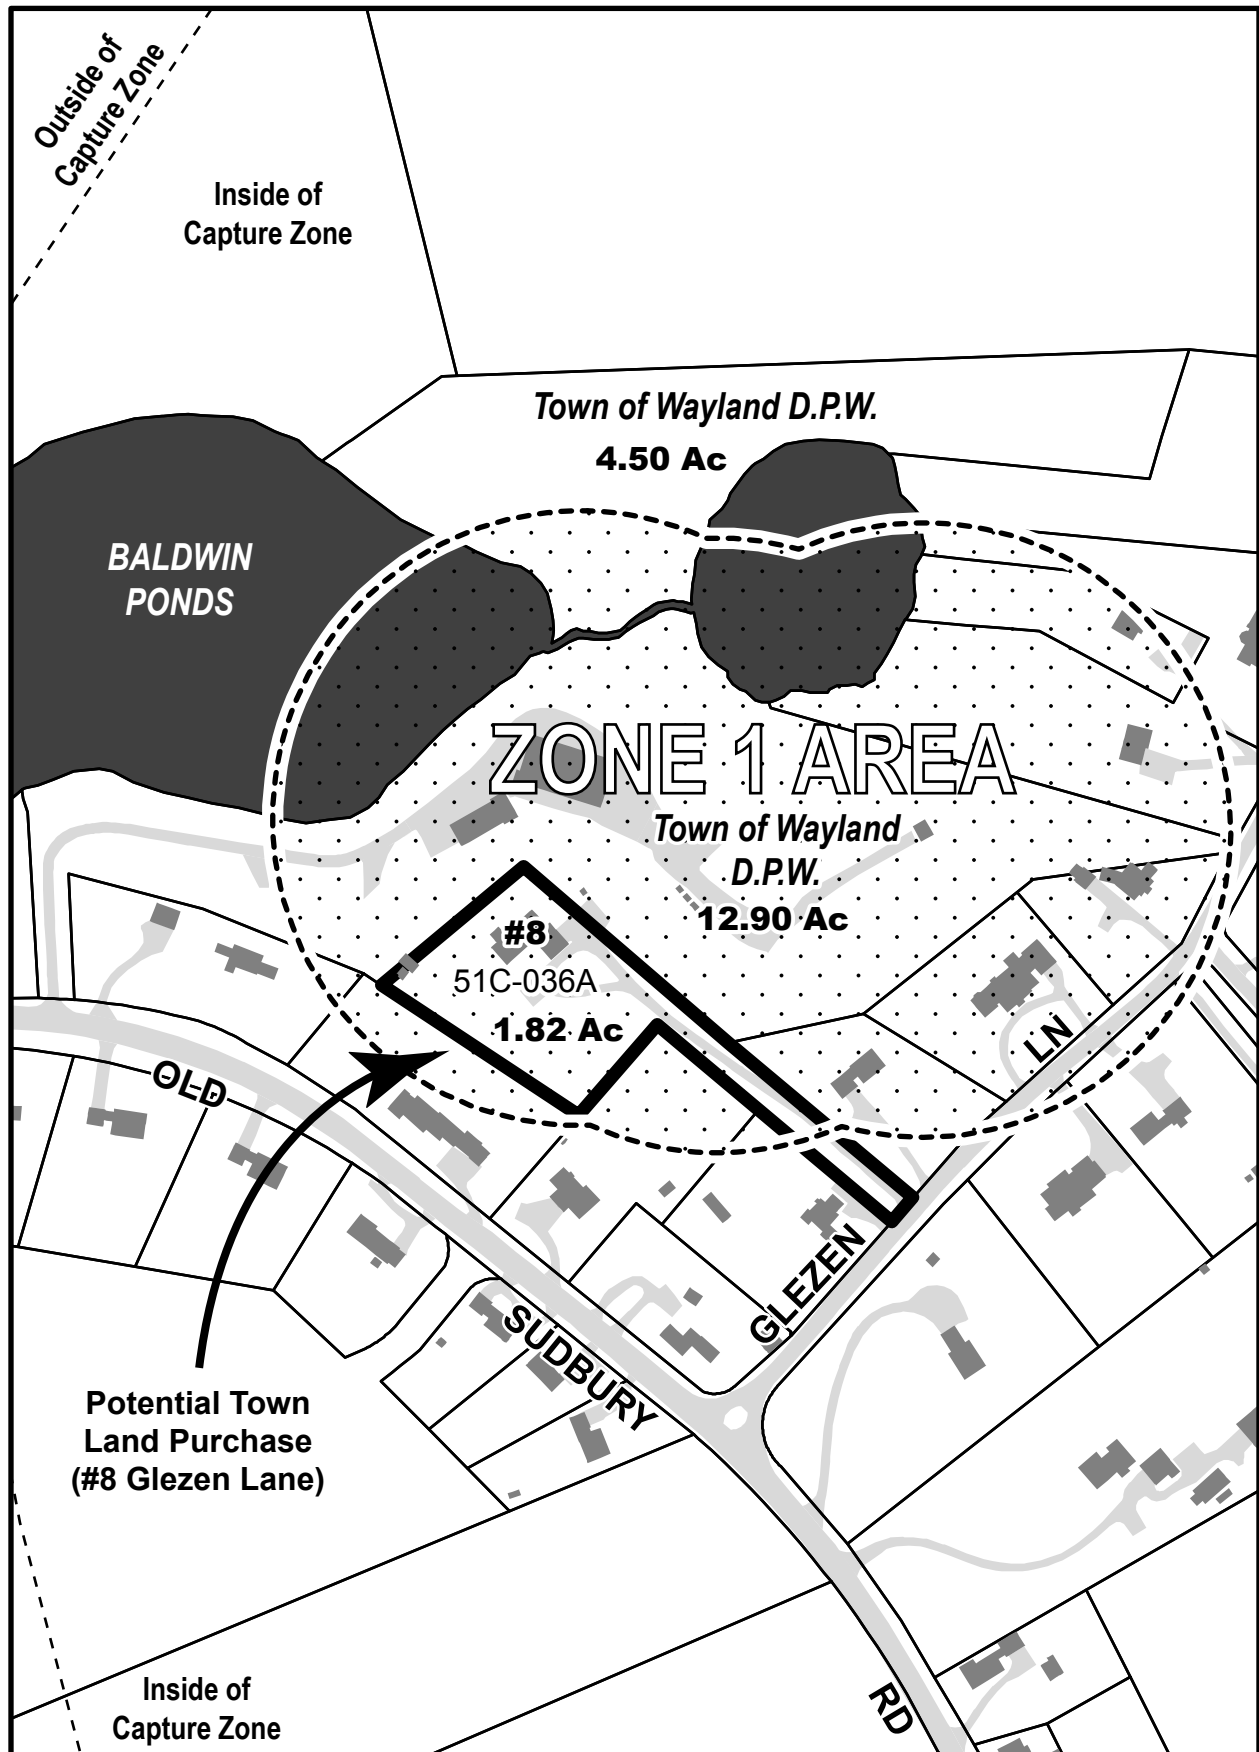 Outside of
Capture Zone
Inside of
Capture Zone
Town of Wayland D.P.W.
4.50 Ac
BALDWIN
PONDS
ZONE 1 AREA
Town of Wayland
D.P.W.
12.90 Ac
#8
51C-036A
1.82 Ac
OLD
LN
GLEZEN
SUDBURY
Potential Town
Land Purchase
(#8 Glezen Lane)
Inside of
Capture Zone
RD